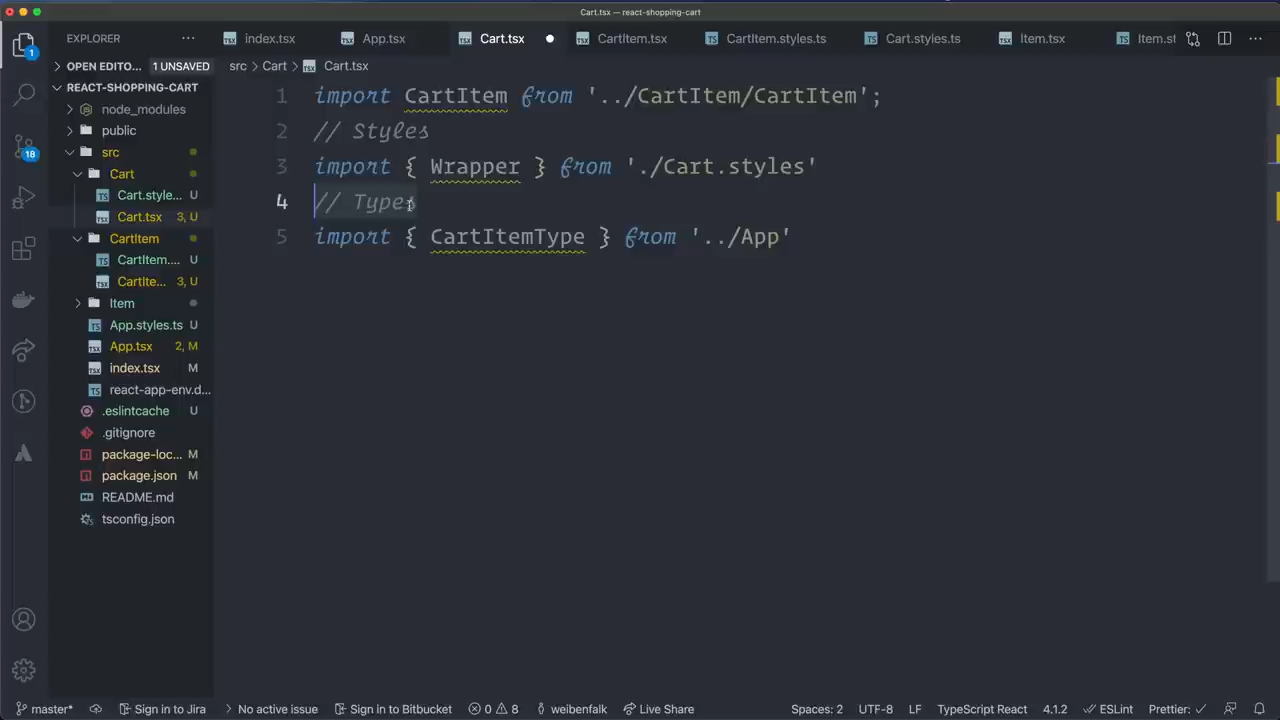 Cart.tsx — react-shopping-cart
EXPLORER
index.tsx
App.tsx
Cart.tsx
CartItem.tsx
CartItem.styles.ts
Cart.styles.ts
Item.tsx
Item.st
OPEN EDITO... 1 UNSAVED
src > Cart > Cart.tsx
REACT-SHOPPING-CART
node_modules
public
src
Cart
Cart.style... U
Cart.tsx 3, U
CartItem
CartItem.... U
CartIte... 3, U
Item
App.styles.ts U
App.tsx 2, M
index.tsx M
react-app-env.d...
.eslintcache U
.gitignore
package-loc... M
package.json M
README.md
tsconfig.json
1
18
1 import CartItem from '../CartItem/CartItem';
2 // Styles
3 import { Wrapper } from './Cart.styles'
4 // Types
5 import { CartItemType } from '../App'
master* Sign in to Jira No active issue Sign in to Bitbucket 0 8 weibenfalk Live Share Spaces: 2 UTF-8 LF TypeScript React 4.1.2 ESLint Prettier: